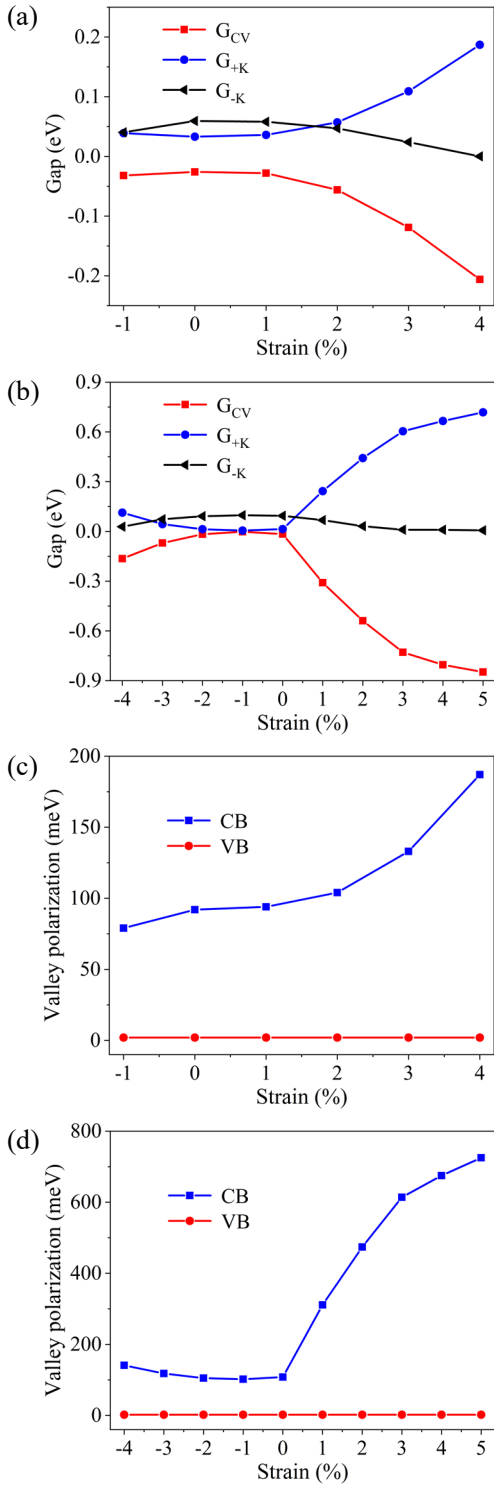 (a)
G_CV
G_+K
G_-K
0.2
0.1
0.0
-0.1
-0.2
Gap (eV)
-1 0 1 2 3 4
Strain (%)
(b)
G_CV
G_+K
G_-K
0.9
0.6
0.3
0.0
-0.3
-0.6
-0.9
Gap (eV)
-4 -3 -2 -1 0 1 2 3 4 5
Strain (%)
(c)
CB
VB
200
150
100
50
0
Valley polarization (meV)
-1 0 1 2 3 4
Strain (%)
(d)
CB
VB
800
600
400
200
0
Valley polarization (meV)
-4 -3 -2 -1 0 1 2 3 4 5
Strain (%)